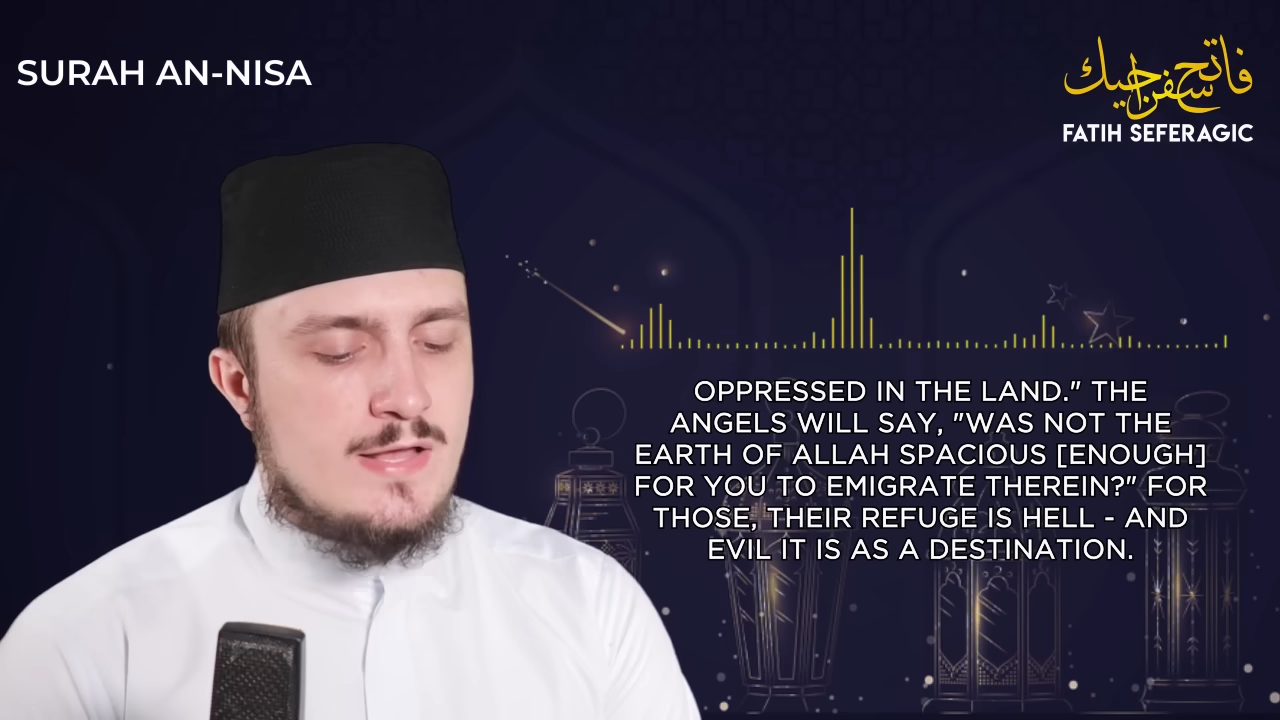 SURAH AN-NISA
فاتح سفراجيك
FATIH SEFERAGIC
OPPRESSED IN THE LAND." THE
ANGELS WILL SAY, "WAS NOT THE
EARTH OF ALLAH SPACIOUS [ENOUGH]
FOR YOU TO EMIGRATE THEREIN?" FOR
THOSE, THEIR REFUGE IS HELL - AND
EVIL IT IS AS A DESTINATION.